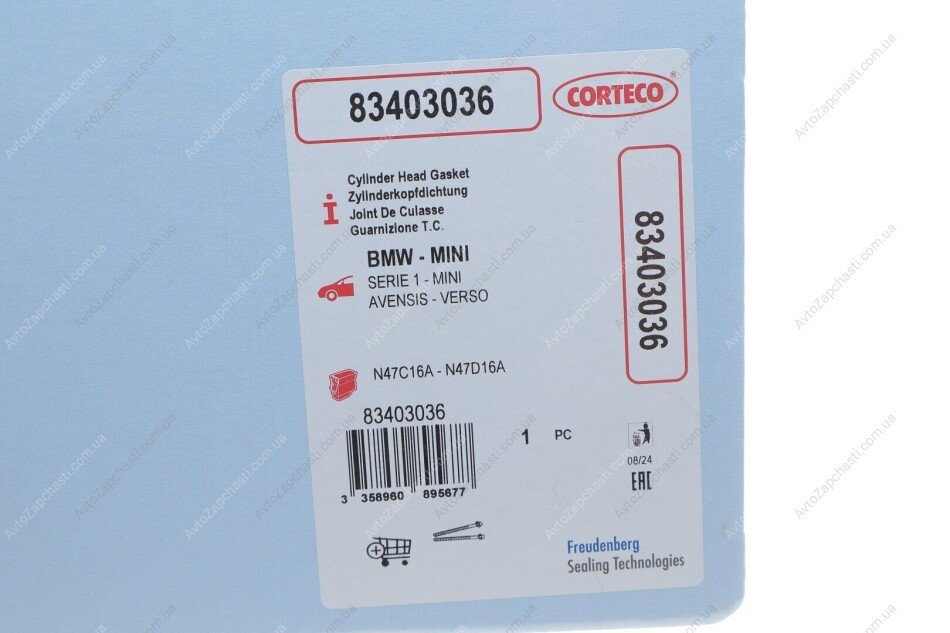 83403036
CORTECO®
Cylinder Head Gasket
Zylinderkopfdichtung
Joint De Culasse
Guarnizione T.C.
BMW - MINI
SERIE 1 - MINI
AVENSIS - VERSO
83403036
N47C16A - N47D16A
83403036
1 PC
3 358960 895677
08/24
EAC
Freudenberg
Sealing Technologies
AvtoZapchasti.com.ua